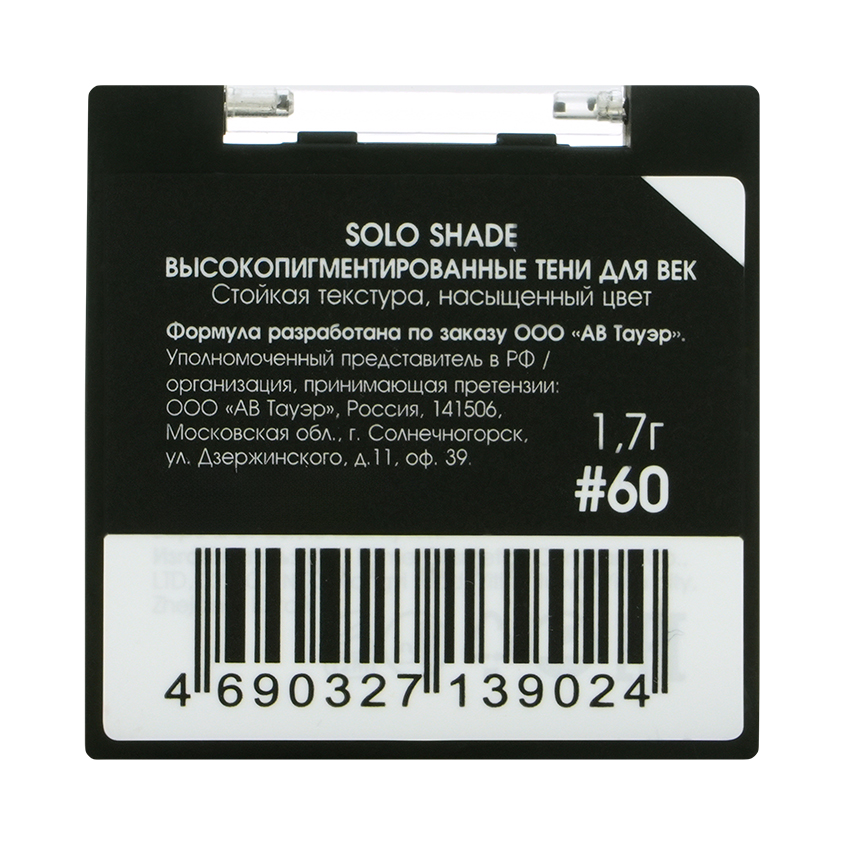 SOLO SHADE
ВЫСОКОПИГМЕНТИРОВАННЫЕ ТЕНИ ДЛЯ ВЕК
Стойкая текстура, насыщенный цвет
Формула разработана по заказу ООО «АВ Тауэр».
Уполномоченный представитель в РФ /
организация, принимающая претензии:
ООО «АВ Тауэр», Россия, 141506,
Московская обл., г. Солнечногорск,
ул. Дзержинского, д.11, оф. 39.
1,7г
#60
4 690327 139024